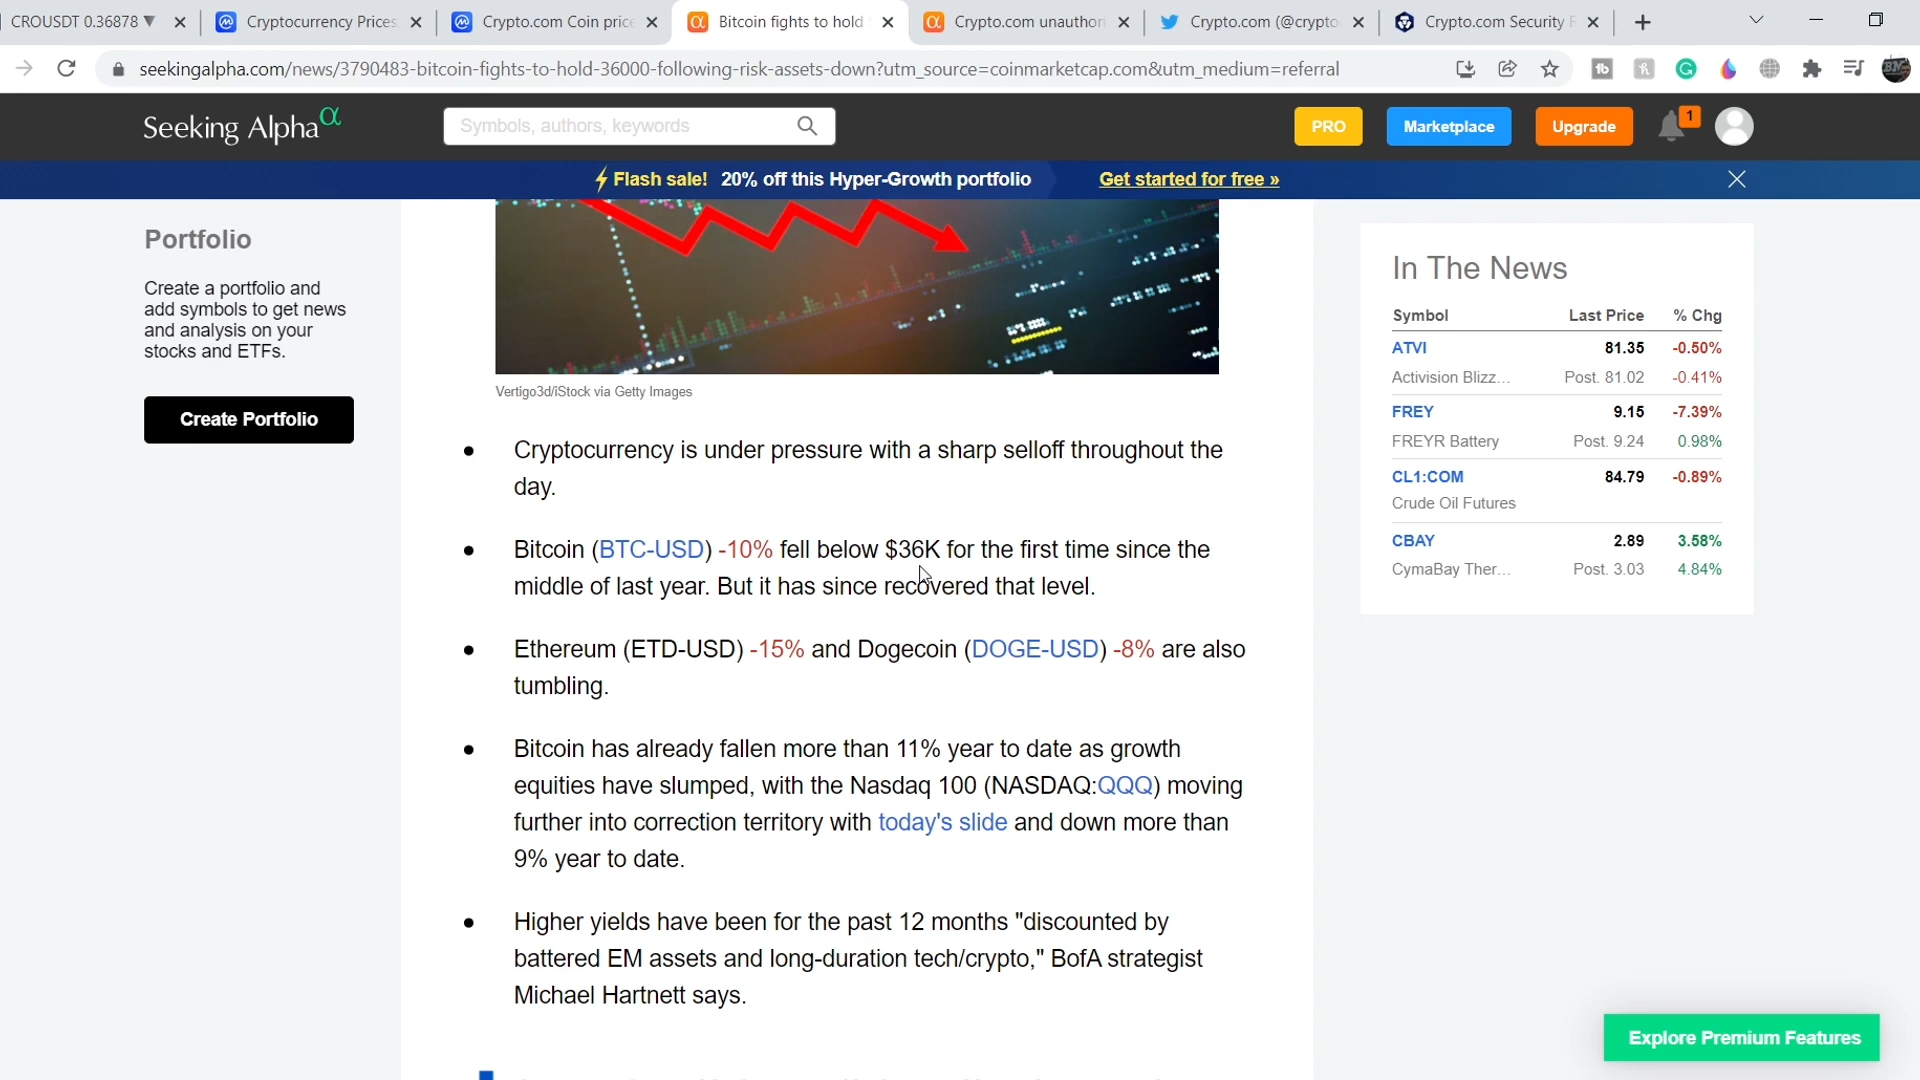 CROUSDT 0.36878 ▼
Cryptocurrency Prices
Crypto.com Coin price
Bitcoin fights to hold
Crypto.com unauthori
Crypto.com (@crypto
Crypto.com Security
seekingalpha.com/news/3790483-bitcoin-fights-to-hold-36000-following-risk-assets-down?utm_source=coinmarketcap.com&utm_medium=referral
Seeking Alpha α
Symbols, authors, keywords
PRO
Marketplace
Upgrade
1
Flash sale! 20% off this Hyper-Growth portfolio
Get started for free »
Portfolio
Create a portfolio and
add symbols to get news
and analysis on your
stocks and ETFs.
Create Portfolio
Vertigo3d/iStock via Getty Images
• Cryptocurrency is under pressure with a sharp selloff throughout the
day.
• Bitcoin (BTC-USD) -10% fell below $36K for the first time since the
middle of last year. But it has since recovered that level.
• Ethereum (ETD-USD) -15% and Dogecoin (DOGE-USD) -8% are also
tumbling.
• Bitcoin has already fallen more than 11% year to date as growth
equities have slumped, with the Nasdaq 100 (NASDAQ:QQQ) moving
further into correction territory with today's slide and down more than
9% year to date.
• Higher yields have been for the past 12 months "discounted by
battered EM assets and long-duration tech/crypto," BofA strategist
Michael Hartnett says.
In The News
Symbol Last Price % Chg
ATVI 81.35 -0.50%
Activision Blizz... Post. 81.02 -0.41%
FREY 9.15 -7.39%
FREYR Battery Post. 9.24 0.98%
CL1:COM 84.79 -0.89%
Crude Oil Futures
CBAY 2.89 3.58%
CymaBay Ther... Post. 3.03 4.84%
Explore Premium Features